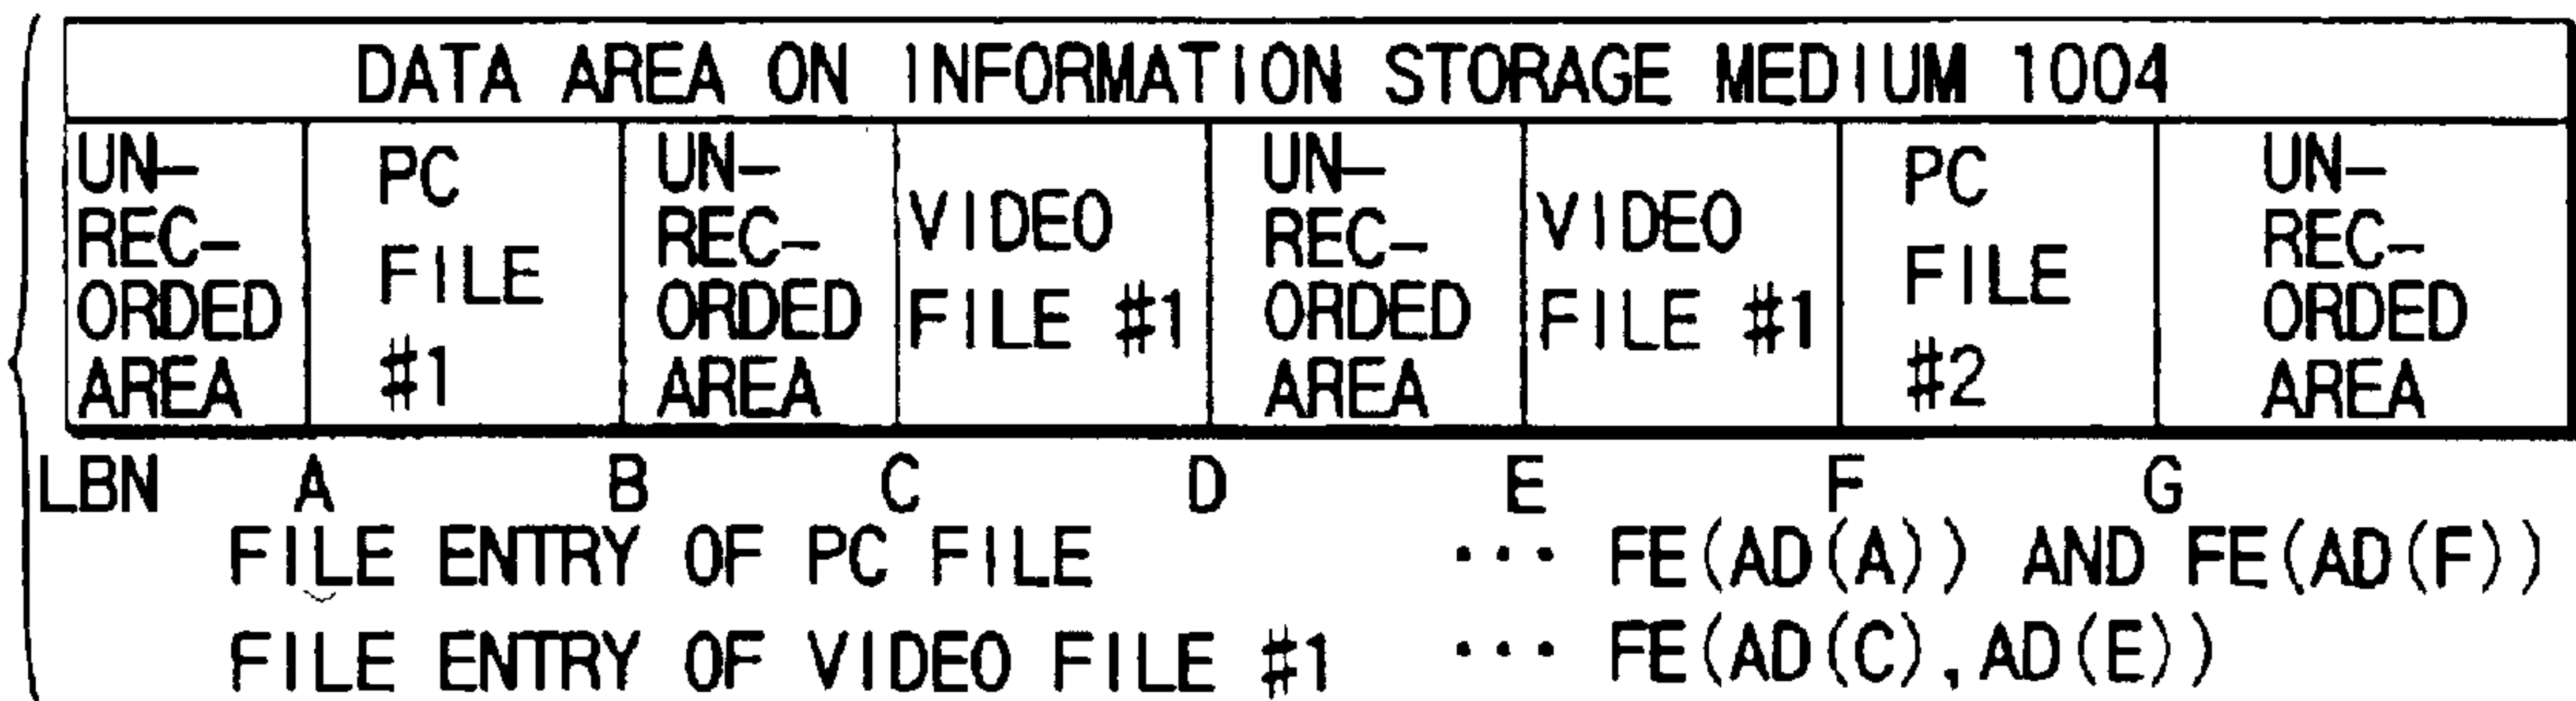 DATA AREA ON INFORMATION STORAGE MEDIUM 1004
UN-
REC-
ORDED
AREA
PC
FILE
#1
UN-
REC-
ORDED
AREA
VIDEO
FILE #1
UN-
REC-
ORDED
AREA
VIDEO
FILE #1
PC
FILE
#2
UN-
REC-
ORDED
AREA
LBN A B C D E F G
FILE ENTRY OF PC FILE ··· FE(AD(A)) AND FE(AD(F))
FILE ENTRY OF VIDEO FILE #1 ··· FE(AD(C),AD(E))